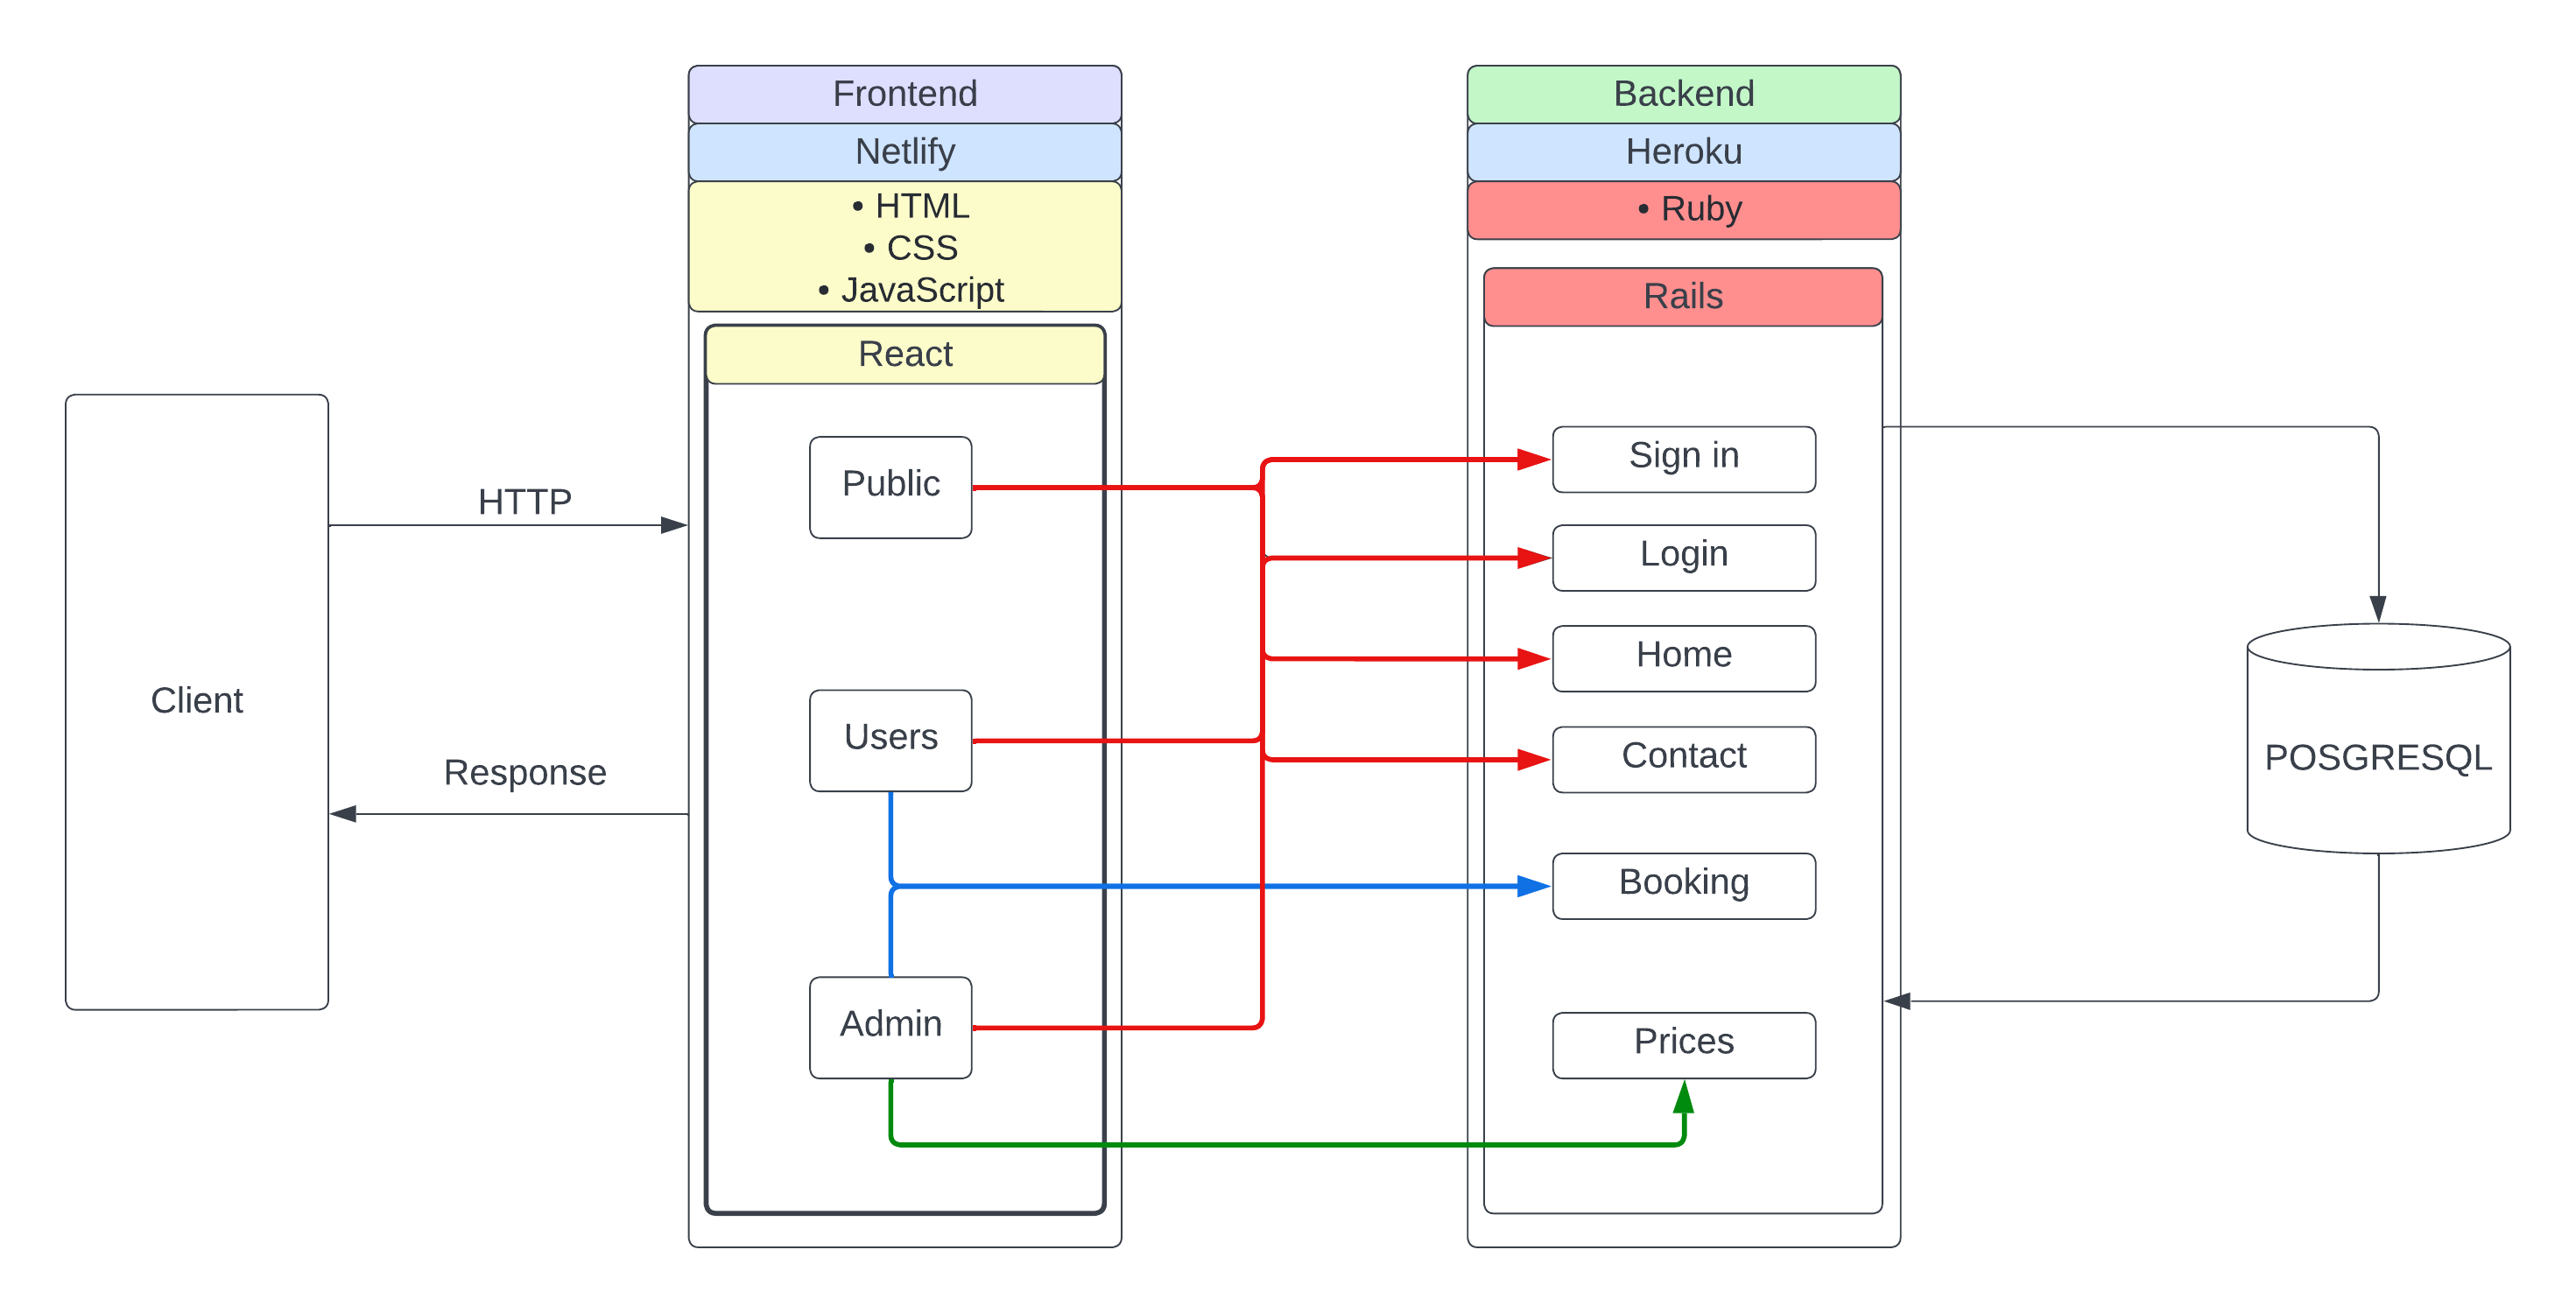 Frontend
Netlify
• HTML
• CSS
• JavaScript
React
Public
Users
Admin
Client
HTTP
Response
Backend
Heroku
• Ruby
Rails
Sign in
Login
Home
Contact
Booking
Prices
POSGRESQL